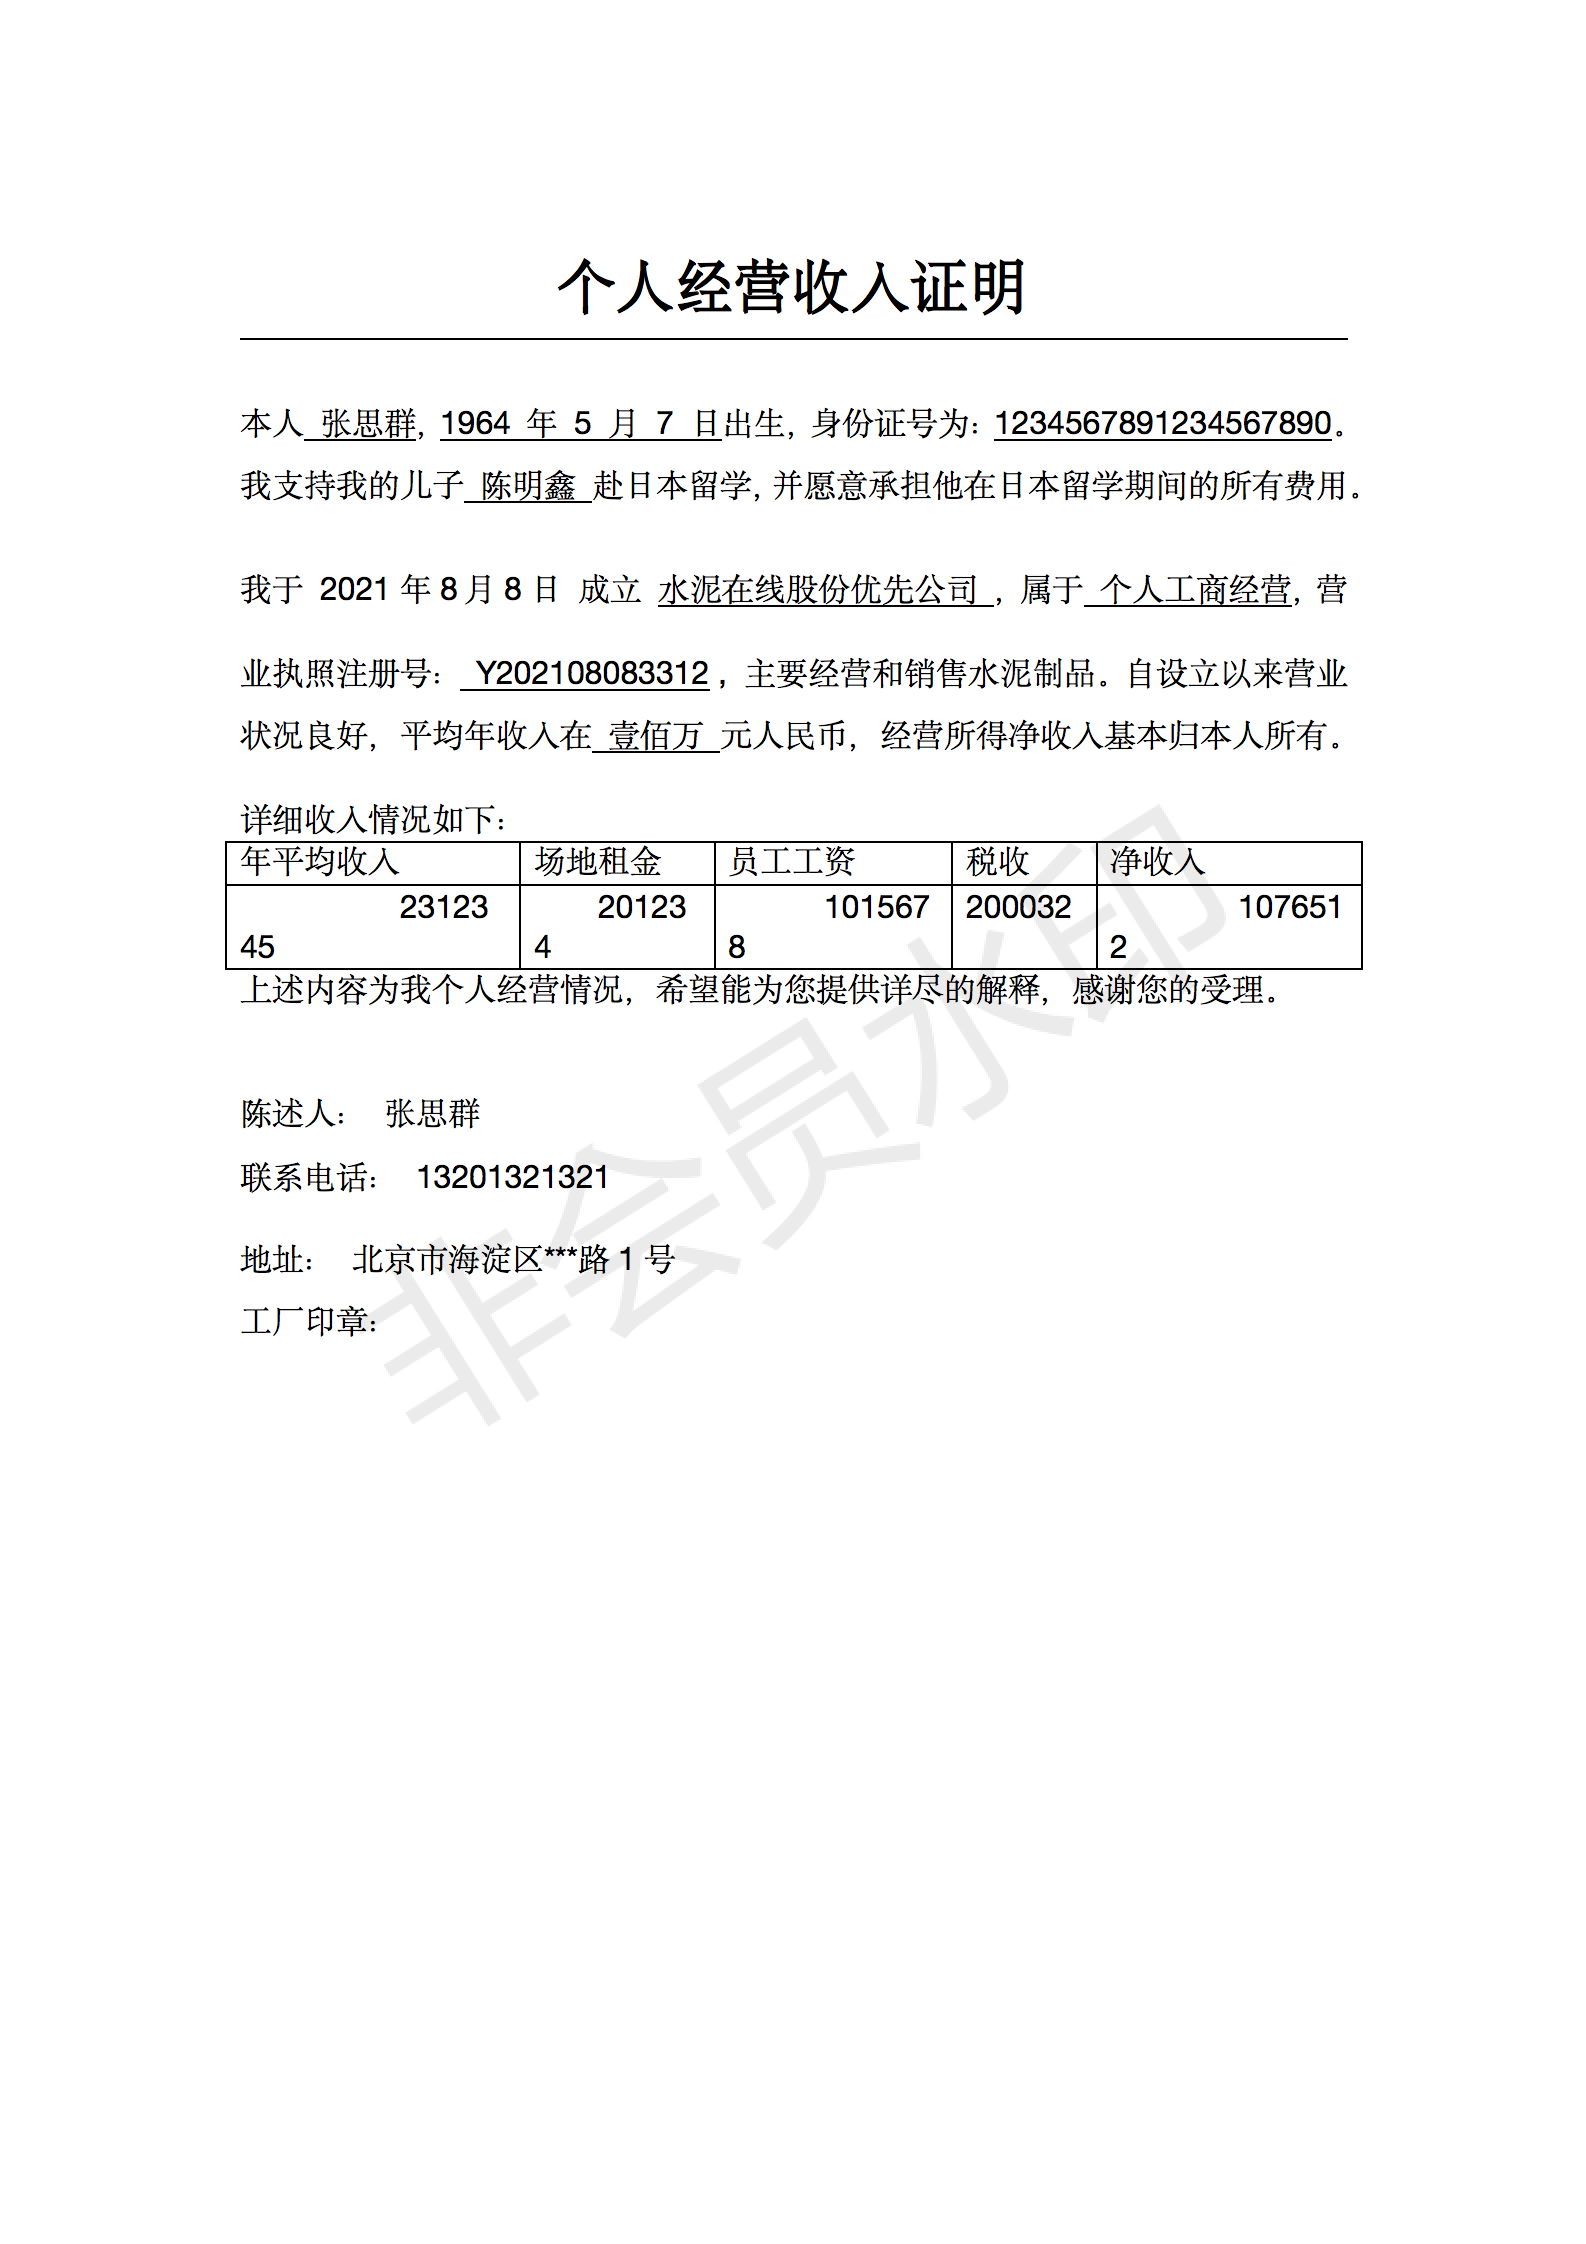 个人经营收入证明
本人 张思群，1964 年 5 月 7 日出生，身份证号为：1234567891234567890。
我支持我的儿子 陈明鑫 赴日本留学，并愿意承担他在日本留学期间的所有费用。
我于 2021 年 8 月 8 日 成立 水泥在线股份优先公司 ，属于 个人工商经营，营
业执照注册号： Y202108083312 ，主要经营和销售水泥制品。自设立以来营业
状况良好，平均年收入在 壹佰万 元人民币，经营所得净收入基本归本人所有。
详细收入情况如下：
年平均收入 场地租金 员工工资 税收 净收入
23123 20123 101567 200032 107651
45 4 8 2
上述内容为我个人经营情况，希望能为您提供详尽的解释，感谢您的受理。
陈述人： 张思群
联系电话： 13201321321
地址： 北京市海淀区***路 1 号
工厂印章：
非会员水印